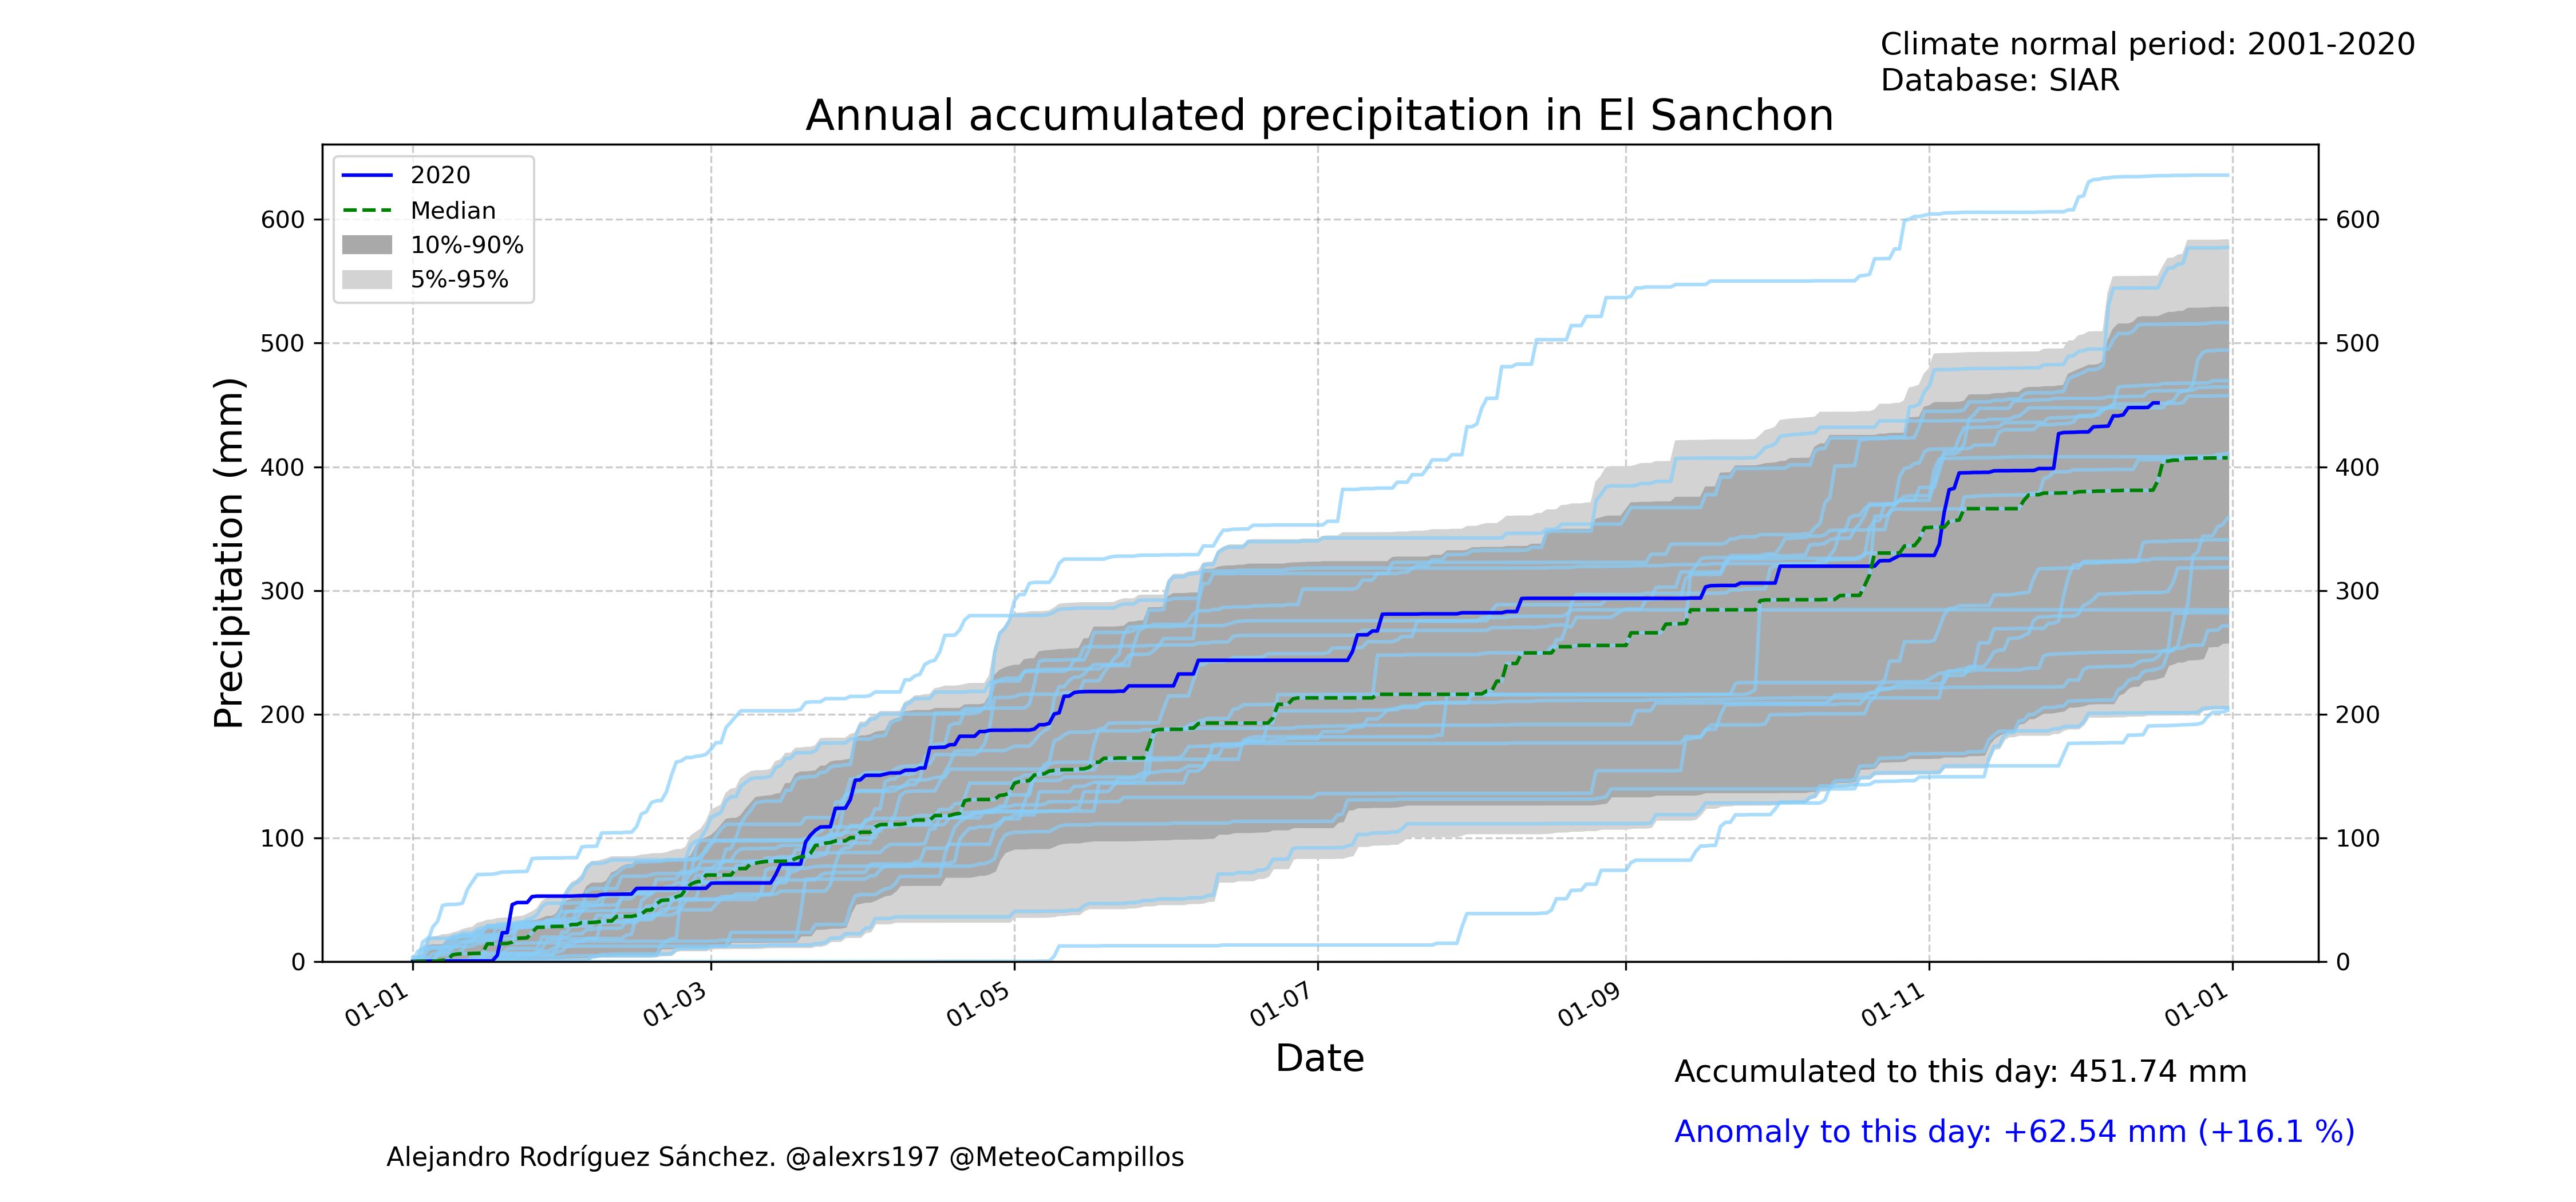 Climate normal period: 2001-2020
Database: SIAR
Annual accumulated precipitation in El Sanchon
2020
Median
10%-90%
5%-95%
Precipitation (mm)
600
500
400
300
200
100
0
600
500
400
300
200
100
0
01-01
01-03
01-05
01-07
01-09
01-11
01-01
Date
Accumulated to this day: 451.74 mm
Anomaly to this day: +62.54 mm (+16.1 %)
Alejandro Rodríguez Sánchez. @alexrs197 @MeteoCampillos